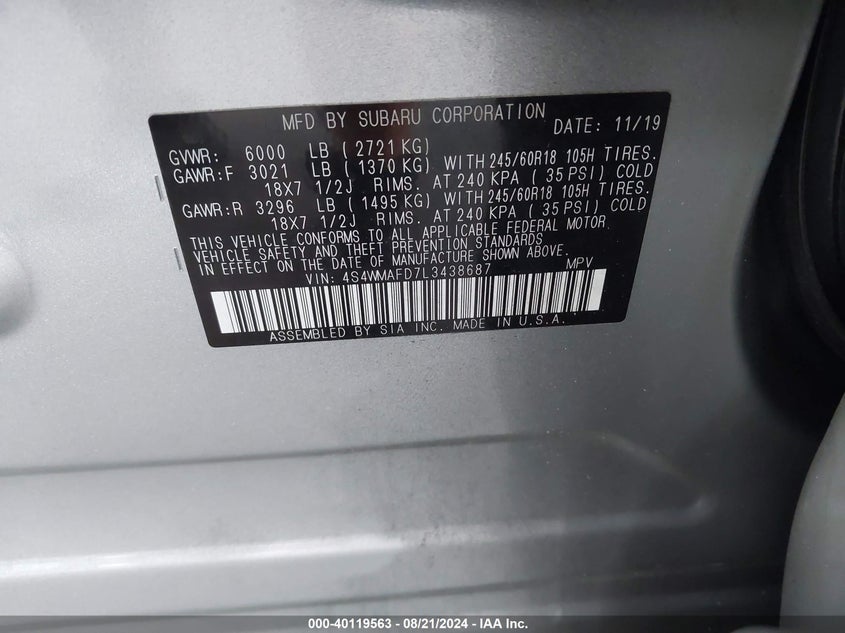 MFD BY SUBARU CORPORATION
DATE: 11/19
GVWR: 6000 LB (2721 KG)
GAWR:F 3021 LB (1370 KG) WITH 245/60R18 105H TIRES.
18X7 1/2J RIMS. AT 240 KPA (35 PSI) COLD
GAWR:R 3296 LB (1495 KG) WITH 245/60R18 105H TIRES.
18X7 1/2J RIMS. AT 240 KPA (35 PSI) COLD
THIS VEHICLE CONFORMS TO ALL APPLICABLE FEDERAL MOTOR
VEHICLE SAFETY AND THEFT PREVENTION STANDARDS
IN EFFECT ON THE DATE OF MANUFACTURE SHOWN ABOVE.
VIN: 4S4WMAFD7L3438687 MPV
ASSEMBLED BY SIA INC. MADE IN U.S.A.
000-40119563 - 08/21/2024 - IAA Inc.